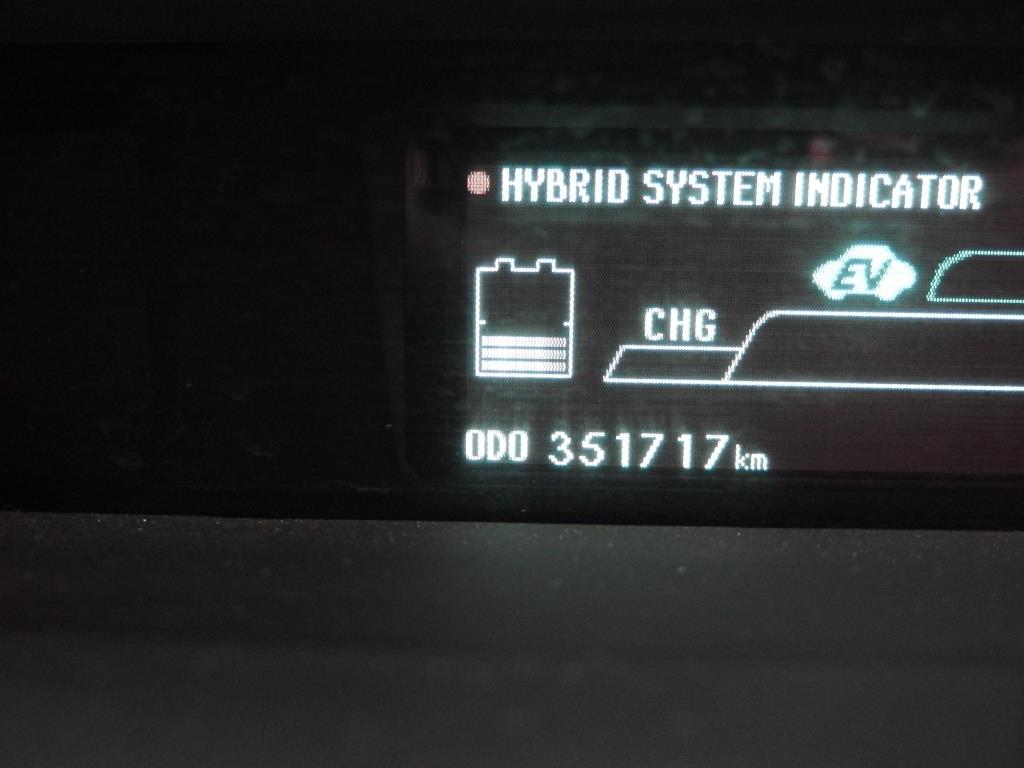 HYBRID SYSTEM INDICATOR
EV
CHG
ODO 351717km